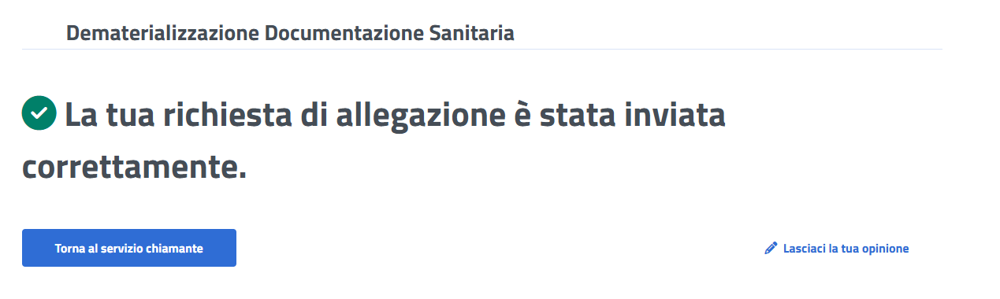 Dematerializzazione Documentazione Sanitaria
La tua richiesta di allegazione è stata inviata
correttamente.
Torna al servizio chiamante
Lasciaci la tua opinione